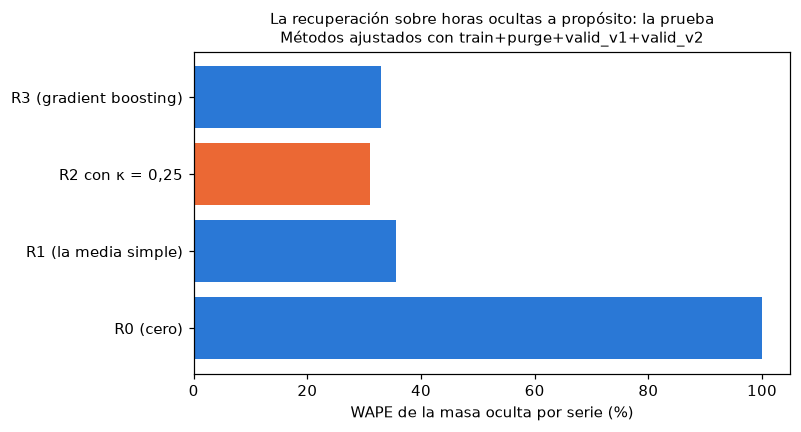 La recuperación sobre horas ocultas a propósito: la prueba
Métodos ajustados con train+purge+valid_v1+valid_v2
R3 (gradient boosting)
R2 con κ = 0,25
R1 (la media simple)
R0 (cero)
0 20 40 60 80 100
WAPE de la masa oculta por serie (%)